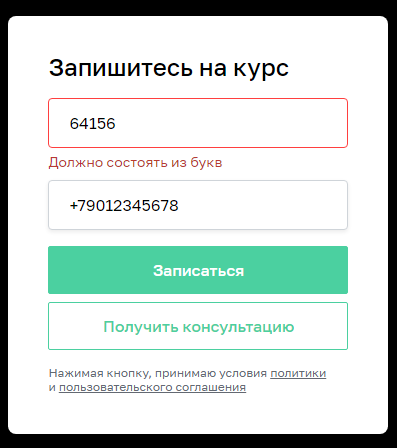 Запишитесь на курс
64156
Должно состоять из букв
+79012345678
Записаться
Получить консультацию
Нажимая кнопку, принимаю условия политики
и пользовательского соглашения